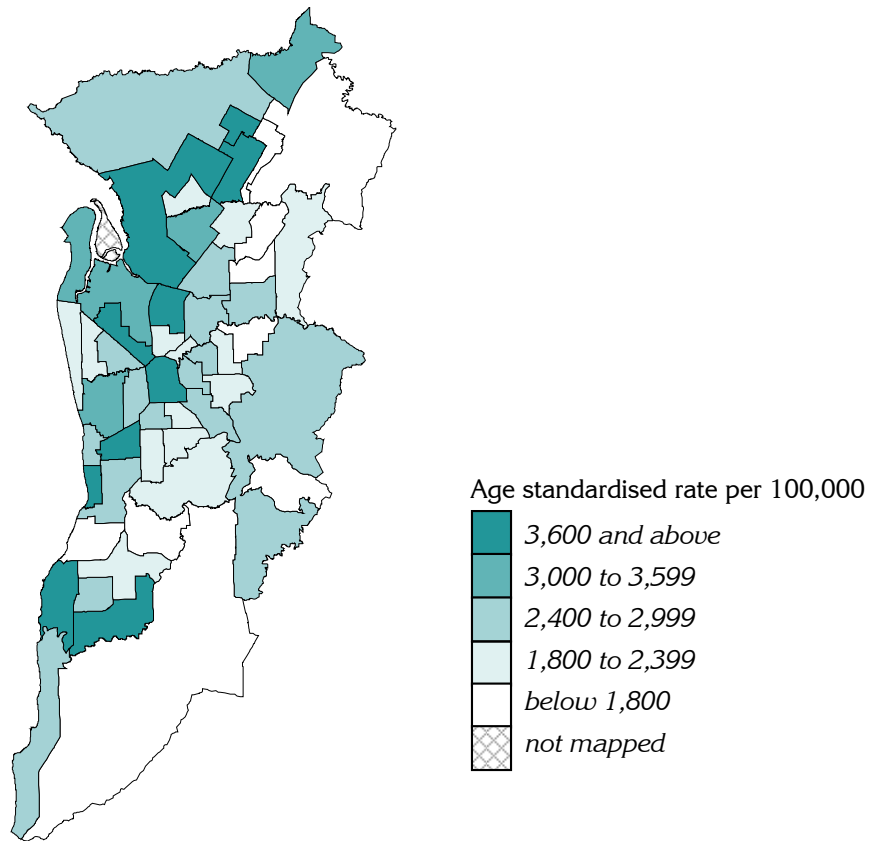 Age standardised rate per 100,000
3,600 and above
3,000 to 3,599
2,400 to 2,999
1,800 to 2,399
below 1,800
not mapped